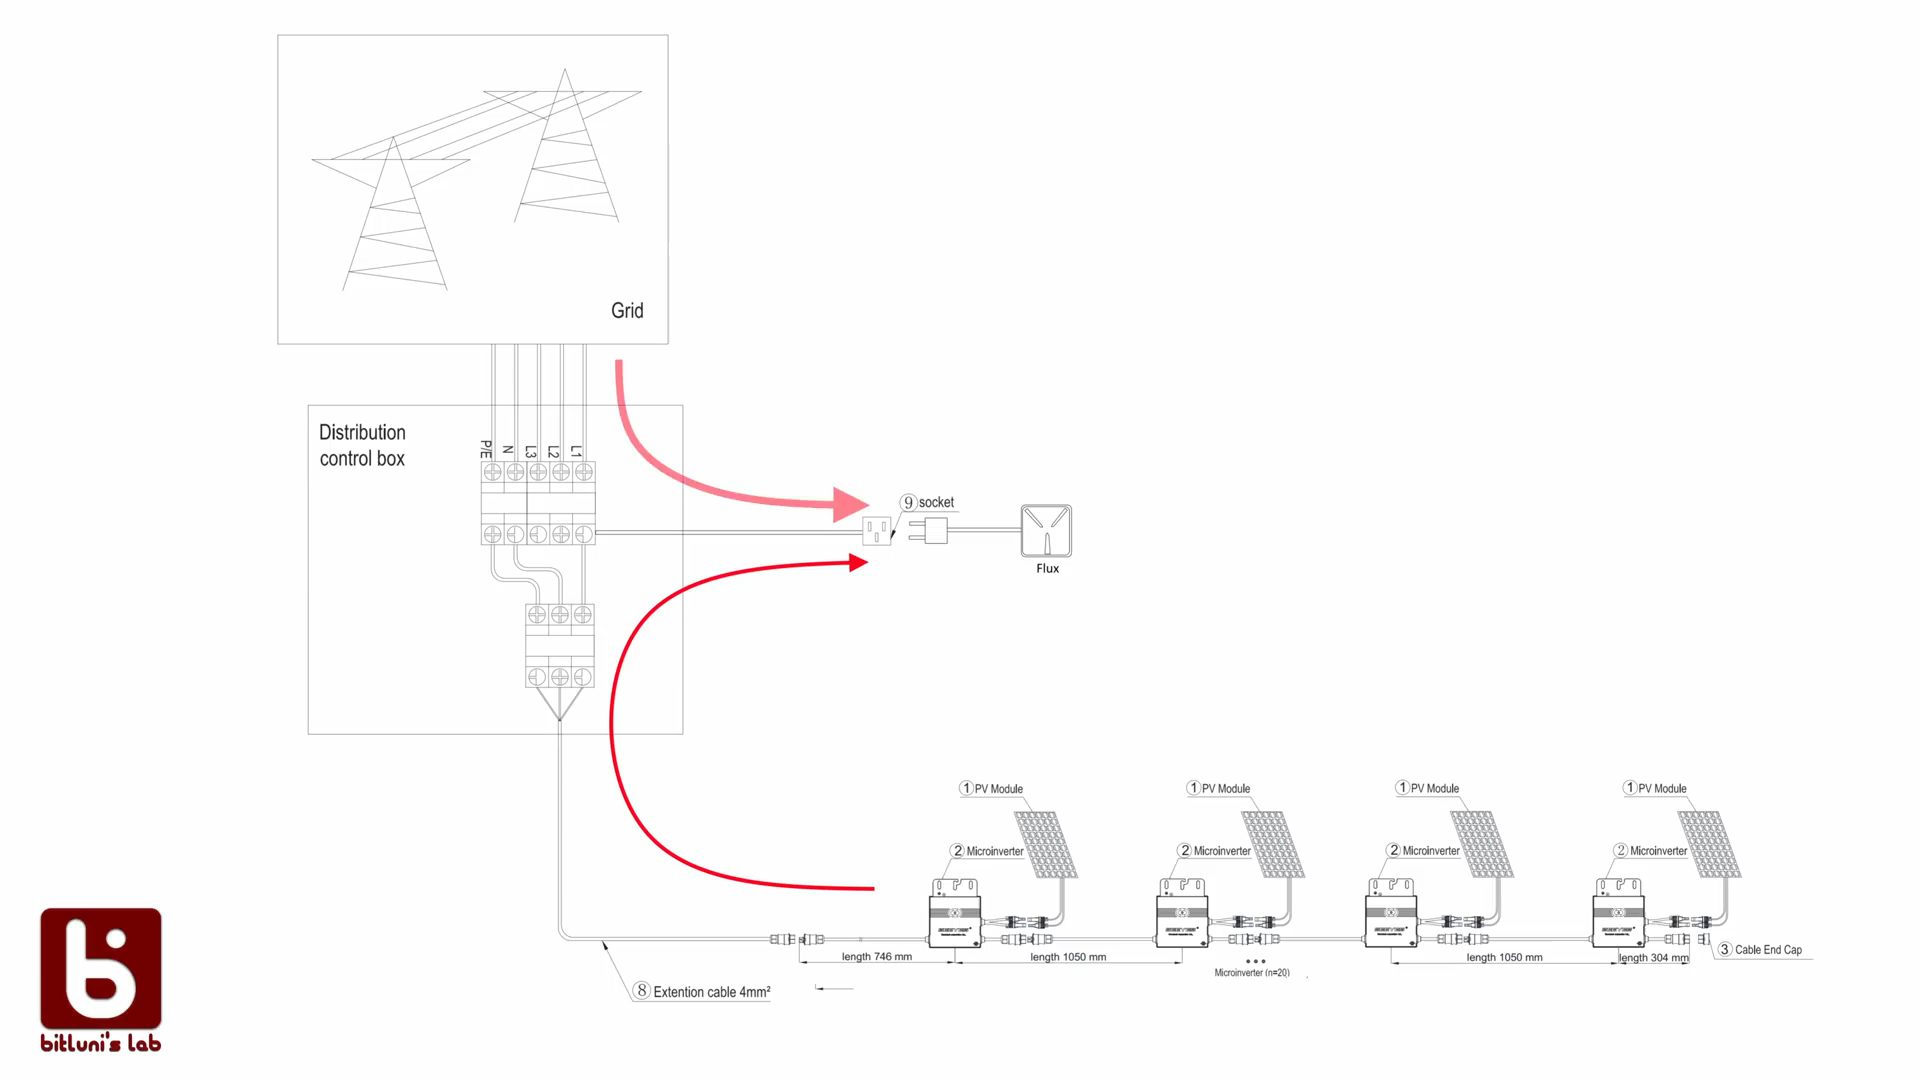 Grid
Distribution
control box
P/E
N
L3
L2
L1
⑨ socket
Flux
① PV Module
① PV Module
① PV Module
① PV Module
② Microinverter
② Microinverter
② Microinverter
② Microinverter
③ Cable End Cap
length 746 mm
length 1050 mm
length 1050 mm
length 304 mm
Microinverter (n=20)
⑧ Extention cable 4mm²
bitluni's lab